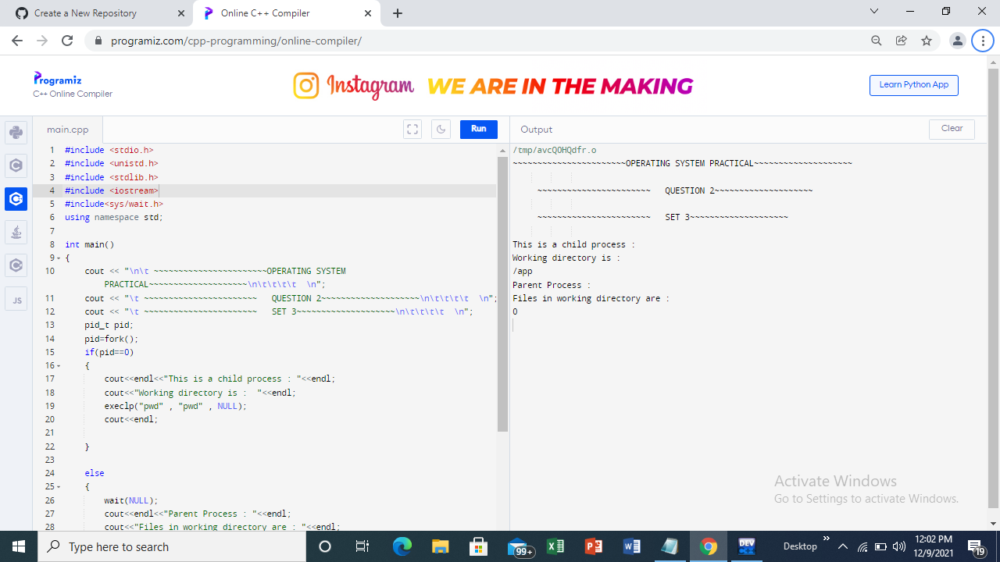 Create a New Repository
Online C++ Compiler
programiz.com/cpp-programming/online-compiler/
Programiz
C++ Online Compiler
Instagram WE ARE IN THE MAKING
Learn Python App
main.cpp
Run
Output
Clear
JS
1 #include <stdio.h>
2 #include <unistd.h>
3 #include <stdlib.h>
4 #include <iostream>
5 #include<sys/wait.h>
6 using namespace std;
7
8 int main()
9 {
10 cout << "\n\t ~~~~~~~~~~~~~~~~~~~~~~~OPERATING SYSTEM
PRACTICAL~~~~~~~~~~~~~~~~~~~~\n\t\t\t\t  \n";
11 cout << "\t ~~~~~~~~~~~~~~~~~~~~~~~   QUESTION 2~~~~~~~~~~~~~~~~~~~~\n\t\t\t\t  \n";
12 cout << "\t ~~~~~~~~~~~~~~~~~~~~~~~   SET 3~~~~~~~~~~~~~~~~~~~~\n\t\t\t\t  \n";
13 pid_t pid;
14 pid=fork();
15 if(pid==0)
16 {
17 cout<<endl<<"This is a child process : "<<endl;
18 cout<<"Working directory is :  "<<endl;
19 execlp("pwd" , "pwd" , NULL);
20 cout<<endl;
21
22 }
23
24 else
25 {
26 wait(NULL);
27 cout<<endl<<"Parent Process : "<<endl;
28 cout<<"Files in working directory are : "<<endl;
/tmp/avcQOHQdfr.o
~~~~~~~~~~~~~~~~~~~~~~~OPERATING SYSTEM PRACTICAL~~~~~~~~~~~~~~~~~~~~
~~~~~~~~~~~~~~~~~~~~~~~   QUESTION 2~~~~~~~~~~~~~~~~~~~~
~~~~~~~~~~~~~~~~~~~~~~~   SET 3~~~~~~~~~~~~~~~~~~~~
This is a child process :
Working directory is :
/app
Parent Process :
Files in working directory are :
0
Activate Windows
Go to Settings to activate Windows.
Type here to search
99+
DEV
Desktop
12:02 PM
12/9/2021
19